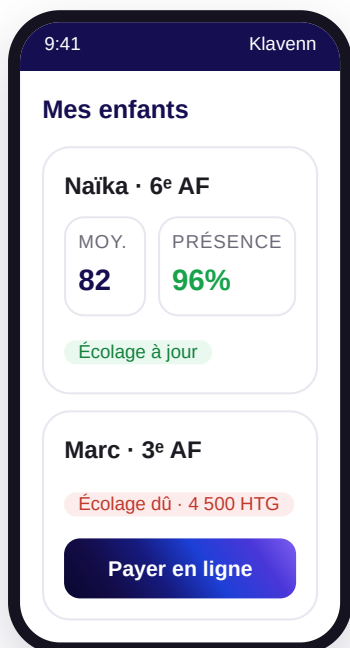 9:41 Klavenn
Mes enfants
Naïka · 6ᵉ AF
MOY. PRÉSENCE
82 96%
Écolage à jour
Marc · 3ᵉ AF
Écolage dû · 4 500 HTG
Payer en ligne